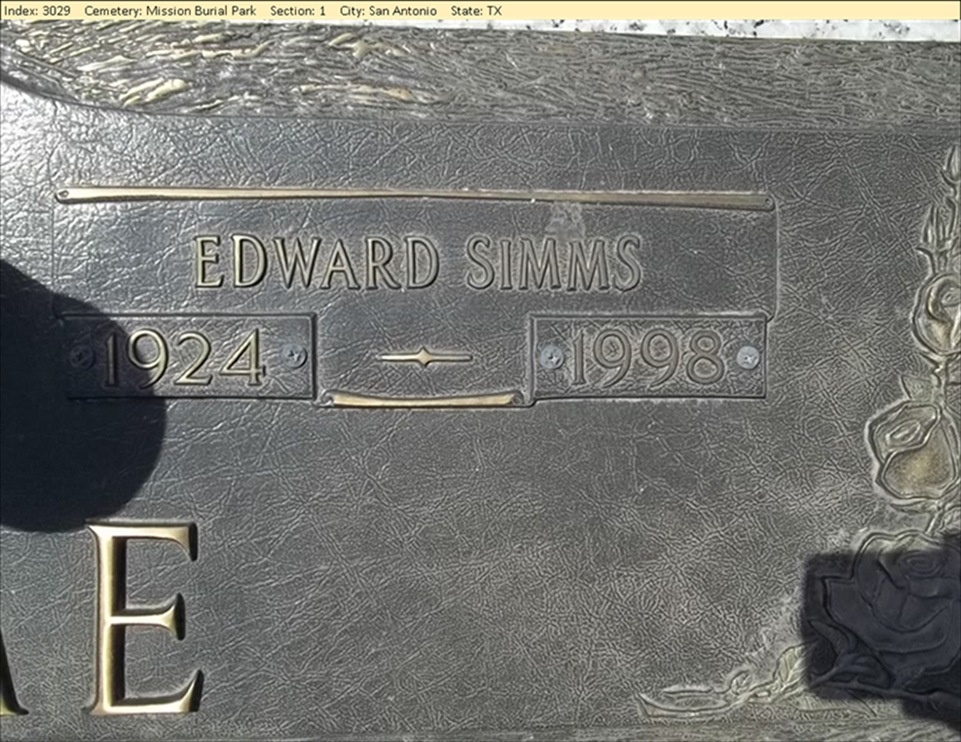 Index: 3029 Cemetery: Mission Burial Park Section: 1 City: San Antonio State: TX
EDWARD SIMMS
1924 1998
E